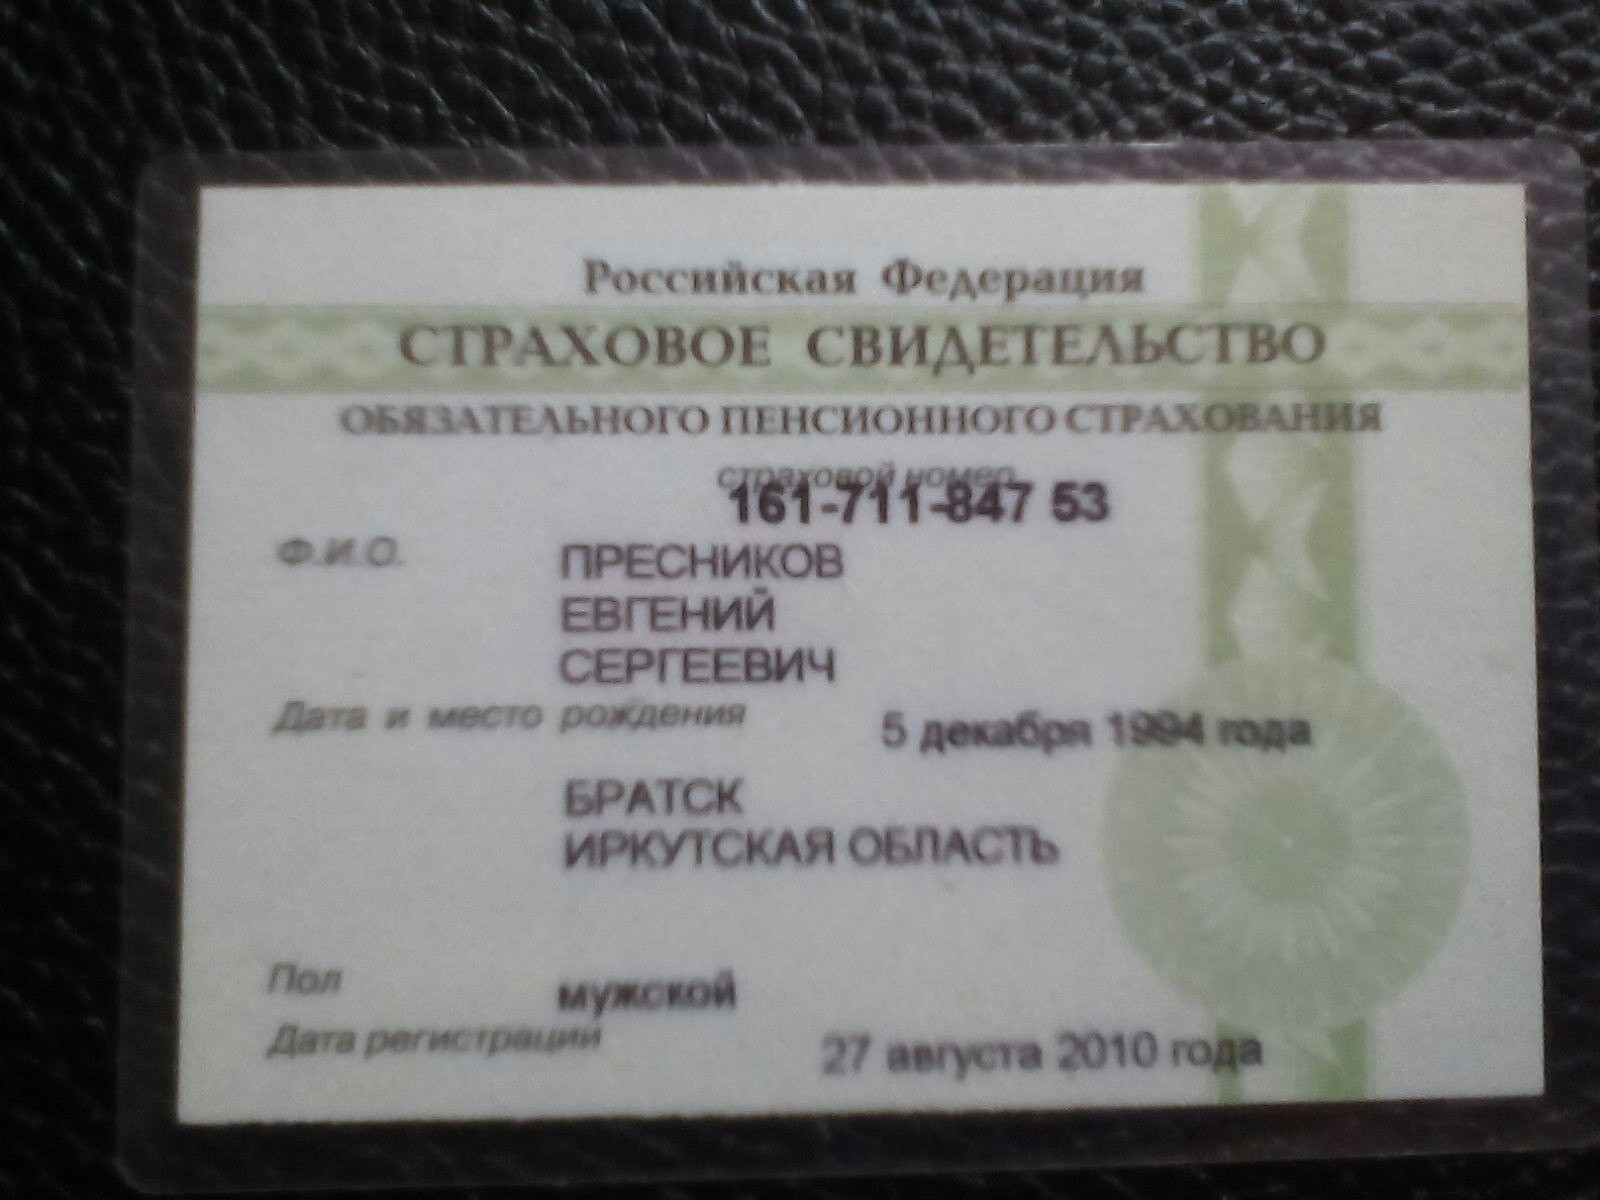 Российская Федерация
СТРАХОВОЕ СВИДЕТЕЛЬСТВО
ОБЯЗАТЕЛЬНОГО ПЕНСИОННОГО СТРАХОВАНИЯ
страховой номер
161-711-847 53
Ф.И.О. ПРЕСНИКОВ
ЕВГЕНИЙ
СЕРГЕЕВИЧ
Дата и место рождения 5 декабря 1994 года
БРАТСК
ИРКУТСКАЯ ОБЛАСТЬ
Пол мужской
Дата регистрации 27 августа 2010 года